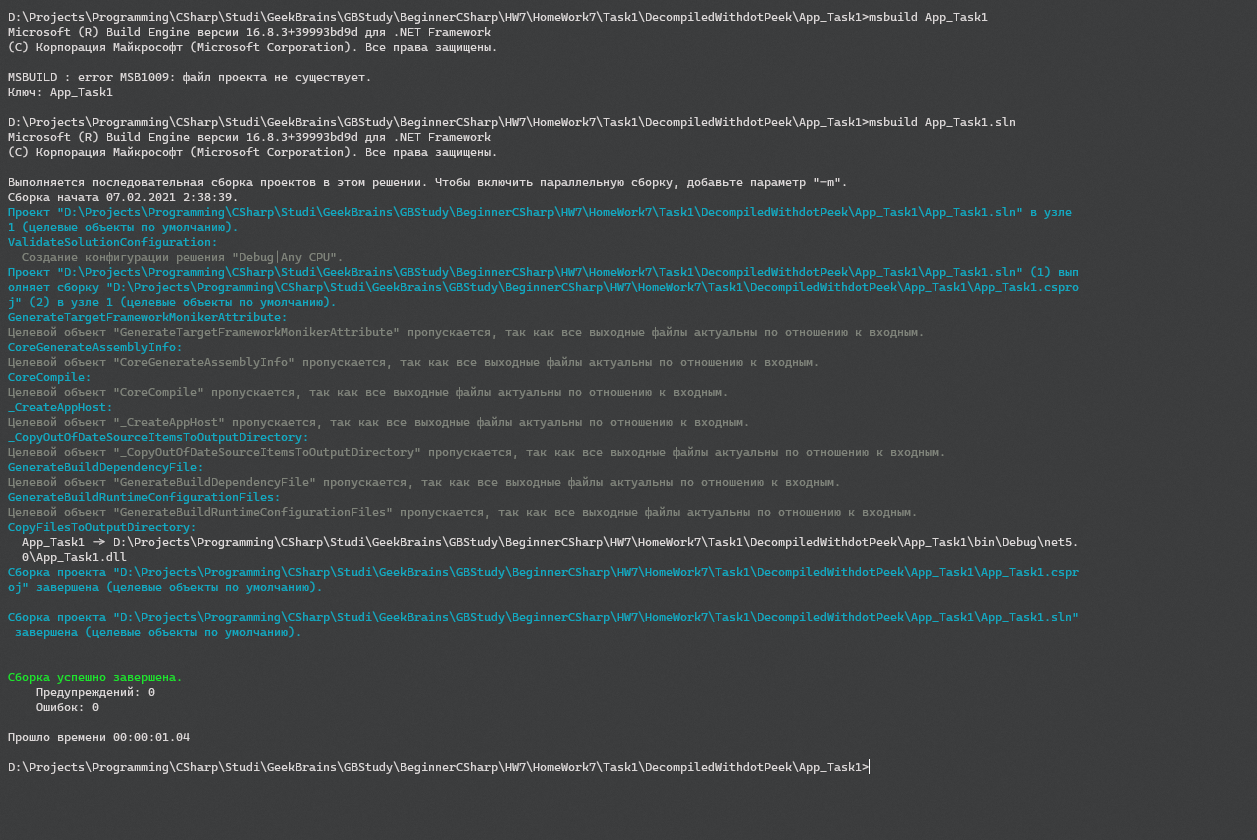 D:\Projects\Programming\CSharp\Studi\GeekBrains\GBStudy\BeginnerCSharp\HW7\HomeWork7\Task1\DecompiledWithdotPeek\App_Task1>msbuild App_Task1
Microsoft (R) Build Engine версии 16.8.3+39993bd9d для .NET Framework
(C) Корпорация Майкрософт (Microsoft Corporation). Все права защищены.
MSBUILD : error MSB1009: файл проекта не существует.
Ключ: App_Task1
D:\Projects\Programming\CSharp\Studi\GeekBrains\GBStudy\BeginnerCSharp\HW7\HomeWork7\Task1\DecompiledWithdotPeek\App_Task1>msbuild App_Task1.sln
Microsoft (R) Build Engine версии 16.8.3+39993bd9d для .NET Framework
(C) Корпорация Майкрософт (Microsoft Corporation). Все права защищены.
Выполняется последовательная сборка проектов в этом решении. Чтобы включить параллельную сборку, добавьте параметр "-m".
Сборка начата 07.02.2021 2:38:39.
Проект "D:\Projects\Programming\CSharp\Studi\GeekBrains\GBStudy\BeginnerCSharp\HW7\HomeWork7\Task1\DecompiledWithdotPeek\App_Task1\App_Task1.sln" в узле
1 (целевые объекты по умолчанию).
ValidateSolutionConfiguration:
  Создание конфигурации решения "Debug|Any CPU".
Проект "D:\Projects\Programming\CSharp\Studi\GeekBrains\GBStudy\BeginnerCSharp\HW7\HomeWork7\Task1\DecompiledWithdotPeek\App_Task1\App_Task1.sln" (1) вып
олняет сборку "D:\Projects\Programming\CSharp\Studi\GeekBrains\GBStudy\BeginnerCSharp\HW7\HomeWork7\Task1\DecompiledWithdotPeek\App_Task1\App_Task1.cspro
j" (2) в узле 1 (целевые объекты по умолчанию).
GenerateTargetFrameworkMonikerAttribute:
Целевой объект "GenerateTargetFrameworkMonikerAttribute" пропускается, так как все выходные файлы актуальны по отношению к входным.
CoreGenerateAssemblyInfo:
Целевой объект "CoreGenerateAssemblyInfo" пропускается, так как все выходные файлы актуальны по отношению к входным.
CoreCompile:
Целевой объект "CoreCompile" пропускается, так как все выходные файлы актуальны по отношению к входным.
_CreateAppHost:
Целевой объект "_CreateAppHost" пропускается, так как все выходные файлы актуальны по отношению к входным.
_CopyOutOfDateSourceItemsToOutputDirectory:
Целевой объект "_CopyOutOfDateSourceItemsToOutputDirectory" пропускается, так как все выходные файлы актуальны по отношению к входным.
GenerateBuildDependencyFile:
Целевой объект "GenerateBuildDependencyFile" пропускается, так как все выходные файлы актуальны по отношению к входным.
GenerateBuildRuntimeConfigurationFiles:
Целевой объект "GenerateBuildRuntimeConfigurationFiles" пропускается, так как все выходные файлы актуальны по отношению к входным.
CopyFilesToOutputDirectory:
  App_Task1 -> D:\Projects\Programming\CSharp\Studi\GeekBrains\GBStudy\BeginnerCSharp\HW7\HomeWork7\Task1\DecompiledWithdotPeek\App_Task1\bin\Debug\net5.
  0\App_Task1.dll
Сборка проекта "D:\Projects\Programming\CSharp\Studi\GeekBrains\GBStudy\BeginnerCSharp\HW7\HomeWork7\Task1\DecompiledWithdotPeek\App_Task1\App_Task1.cspr
oj" завершена (целевые объекты по умолчанию).
Сборка проекта "D:\Projects\Programming\CSharp\Studi\GeekBrains\GBStudy\BeginnerCSharp\HW7\HomeWork7\Task1\DecompiledWithdotPeek\App_Task1\App_Task1.sln"
 завершена (целевые объекты по умолчанию).
Сборка успешно завершена.
    Предупреждений: 0
    Ошибок: 0
Прошло времени 00:00:01.04
D:\Projects\Programming\CSharp\Studi\GeekBrains\GBStudy\BeginnerCSharp\HW7\HomeWork7\Task1\DecompiledWithdotPeek\App_Task1>